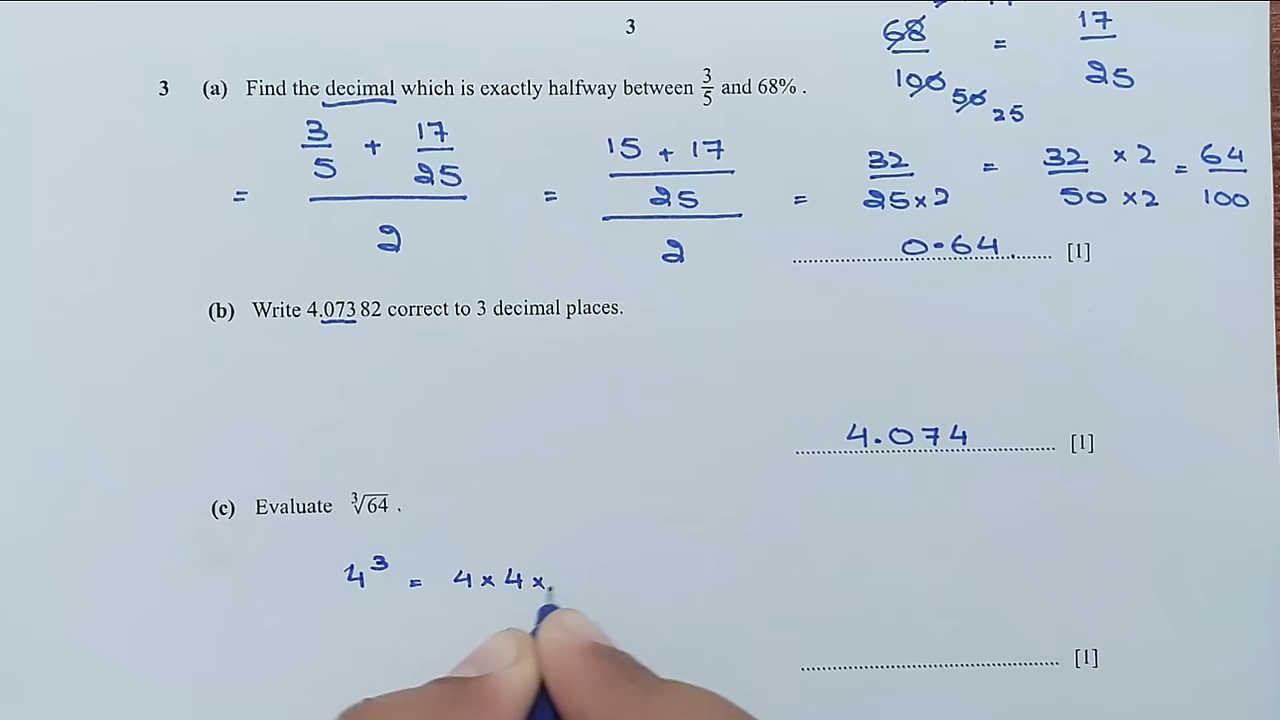 3
68/100 50 25 = 17/25
3 (a) Find the decimal which is exactly halfway between 3/5 and 68% .
= (3/5 + 17/25)/2 = ((15 + 17)/25)/2 = 32/(25×2) = (32 ×2)/(50 ×2) = 64/100
0.64 [1]
(b) Write 4.073 82 correct to 3 decimal places.
4.074 [1]
(c) Evaluate ∛64 .
4³ = 4 × 4 ×
[1]